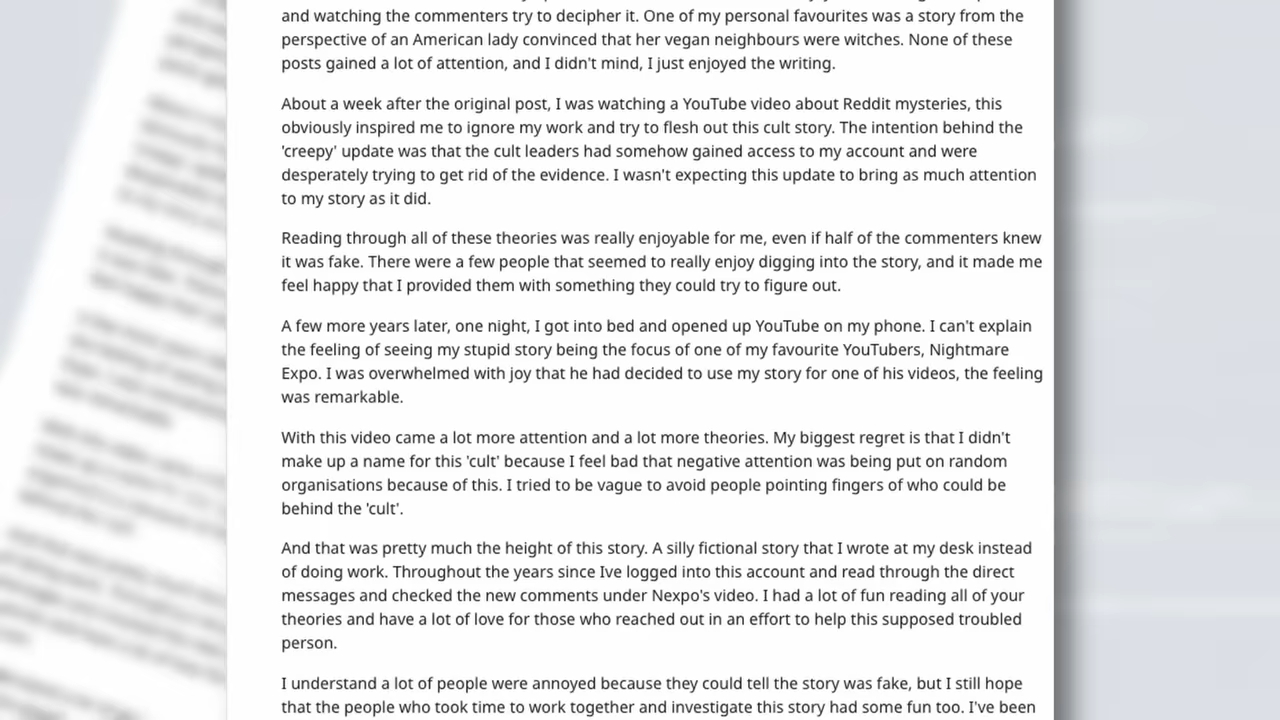 and watching the commenters try to decipher it. One of my personal favourites was a story from the
perspective of an American lady convinced that her vegan neighbours were witches. None of these
posts gained a lot of attention, and I didn't mind, I just enjoyed the writing.
About a week after the original post, I was watching a YouTube video about Reddit mysteries, this
obviously inspired me to ignore my work and try to flesh out this cult story. The intention behind the
'creepy' update was that the cult leaders had somehow gained access to my account and were
desperately trying to get rid of the evidence. I wasn't expecting this update to bring as much attention
to my story as it did.
Reading through all of these theories was really enjoyable for me, even if half of the commenters knew
it was fake. There were a few people that seemed to really enjoy digging into the story, and it made me
feel happy that I provided them with something they could try to figure out.
A few more years later, one night, I got into bed and opened up YouTube on my phone. I can't explain
the feeling of seeing my stupid story being the focus of one of my favourite YouTubers, Nightmare
Expo. I was overwhelmed with joy that he had decided to use my story for one of his videos, the feeling
was remarkable.
With this video came a lot more attention and a lot more theories. My biggest regret is that I didn't
make up a name for this 'cult' because I feel bad that negative attention was being put on random
organisations because of this. I tried to be vague to avoid people pointing fingers of who could be
behind the 'cult'.
And that was pretty much the height of this story. A silly fictional story that I wrote at my desk instead
of doing work. Throughout the years since Ive logged into this account and read through the direct
messages and checked the new comments under Nexpo's video. I had a lot of fun reading all of your
theories and have a lot of love for those who reached out in an effort to help this supposed troubled
person.
I understand a lot of people were annoyed because they could tell the story was fake, but I still hope
that the people who took time to work together and investigate this story had some fun too. I've been